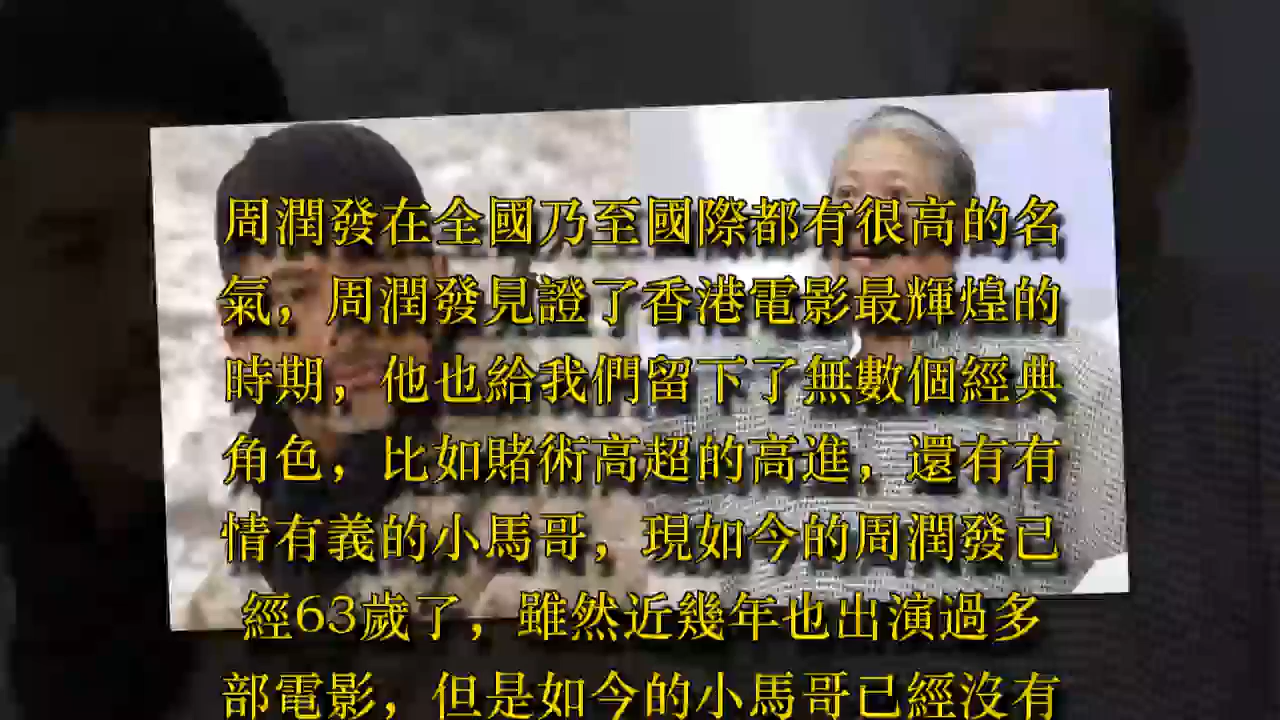 周潤發在全國乃至國際都有很高的名
氣，周潤發見證了香港電影最輝煌的
時期，他也給我們留下了無數個經典
角色，比如賭術高超的高進，還有有
情有義的小馬哥，現如今的周潤發已
經63歲了，雖然近幾年也出演過多
部電影，但是如今的小馬哥已經沒有